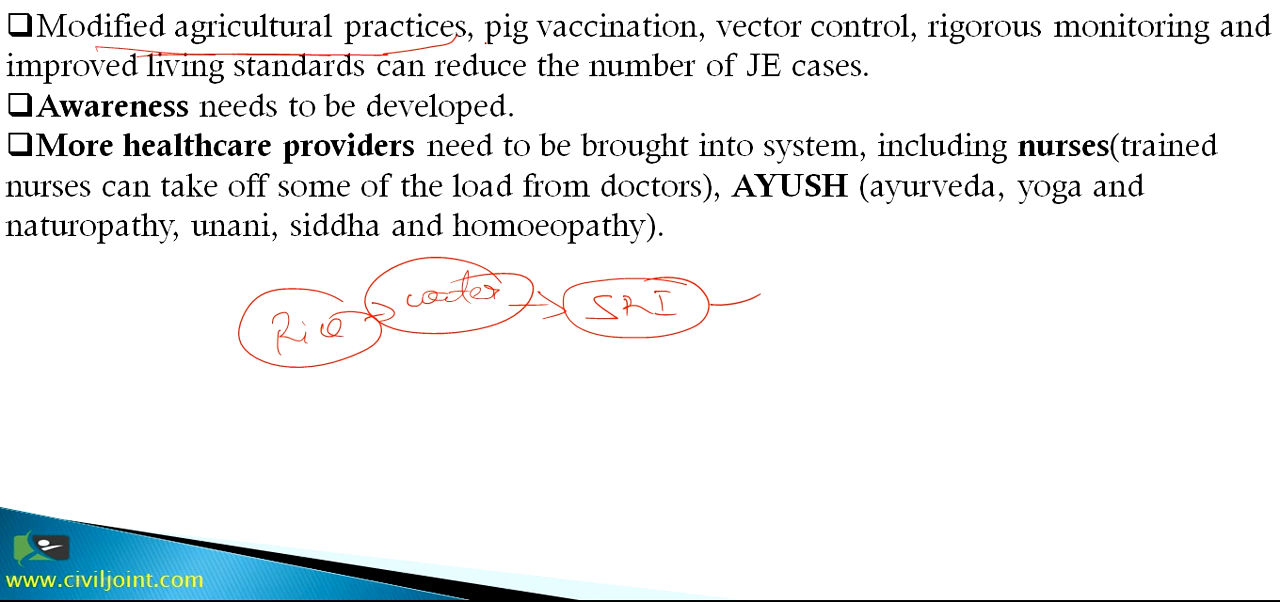 ❑Modified agricultural practices, pig vaccination, vector control, rigorous monitoring and
improved living standards can reduce the number of JE cases.
❑Awareness needs to be developed.
❑More healthcare providers need to be brought into system, including nurses(trained
nurses can take off some of the load from doctors), AYUSH (ayurveda, yoga and
naturopathy, unani, siddha and homoeopathy).
Rice water SRI
www.civiljoint.com